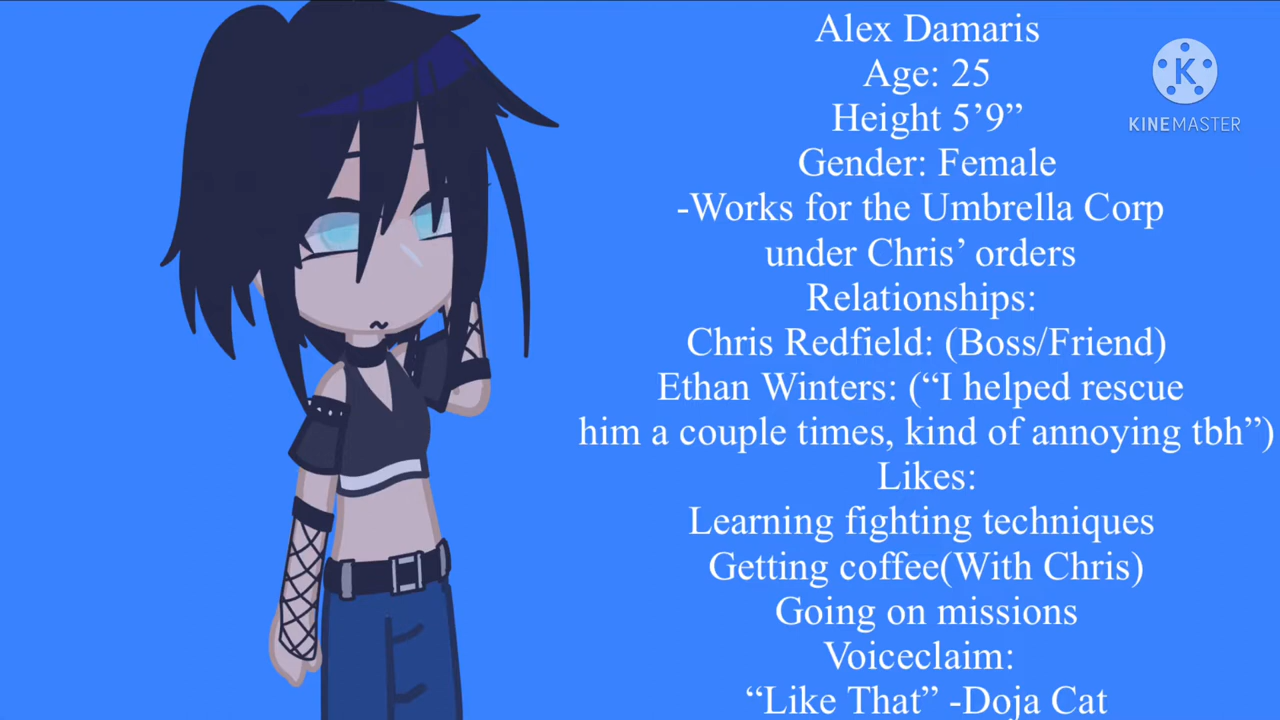 Alex Damaris
Age: 25
Height 5’9”
Gender: Female
-Works for the Umbrella Corp
under Chris’ orders
Relationships:
Chris Redfield: (Boss/Friend)
Ethan Winters: (“I helped rescue
him a couple times, kind of annoying tbh”)
Likes:
Learning fighting techniques
Getting coffee(With Chris)
Going on missions
Voiceclaim:
“Like That” -Doja Cat
K
KINEMASTER